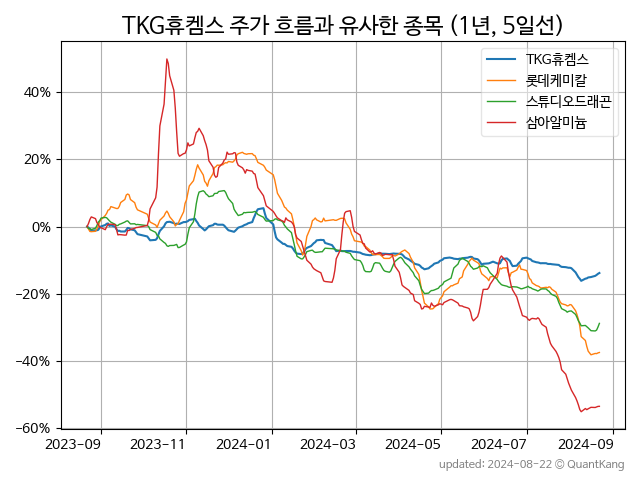 TKG휴켐스 주가 흐름과 유사한 종목 (1년, 5일선)
TKG휴켐스
롯데케미칼
스튜디오드래곤
삼아알미늄
40%
20%
0%
−20%
−40%
−60%
2023-09 2023-11 2024-01 2024-03 2024-05 2024-07 2024-09
updated: 2024-08-22 © QuantKang